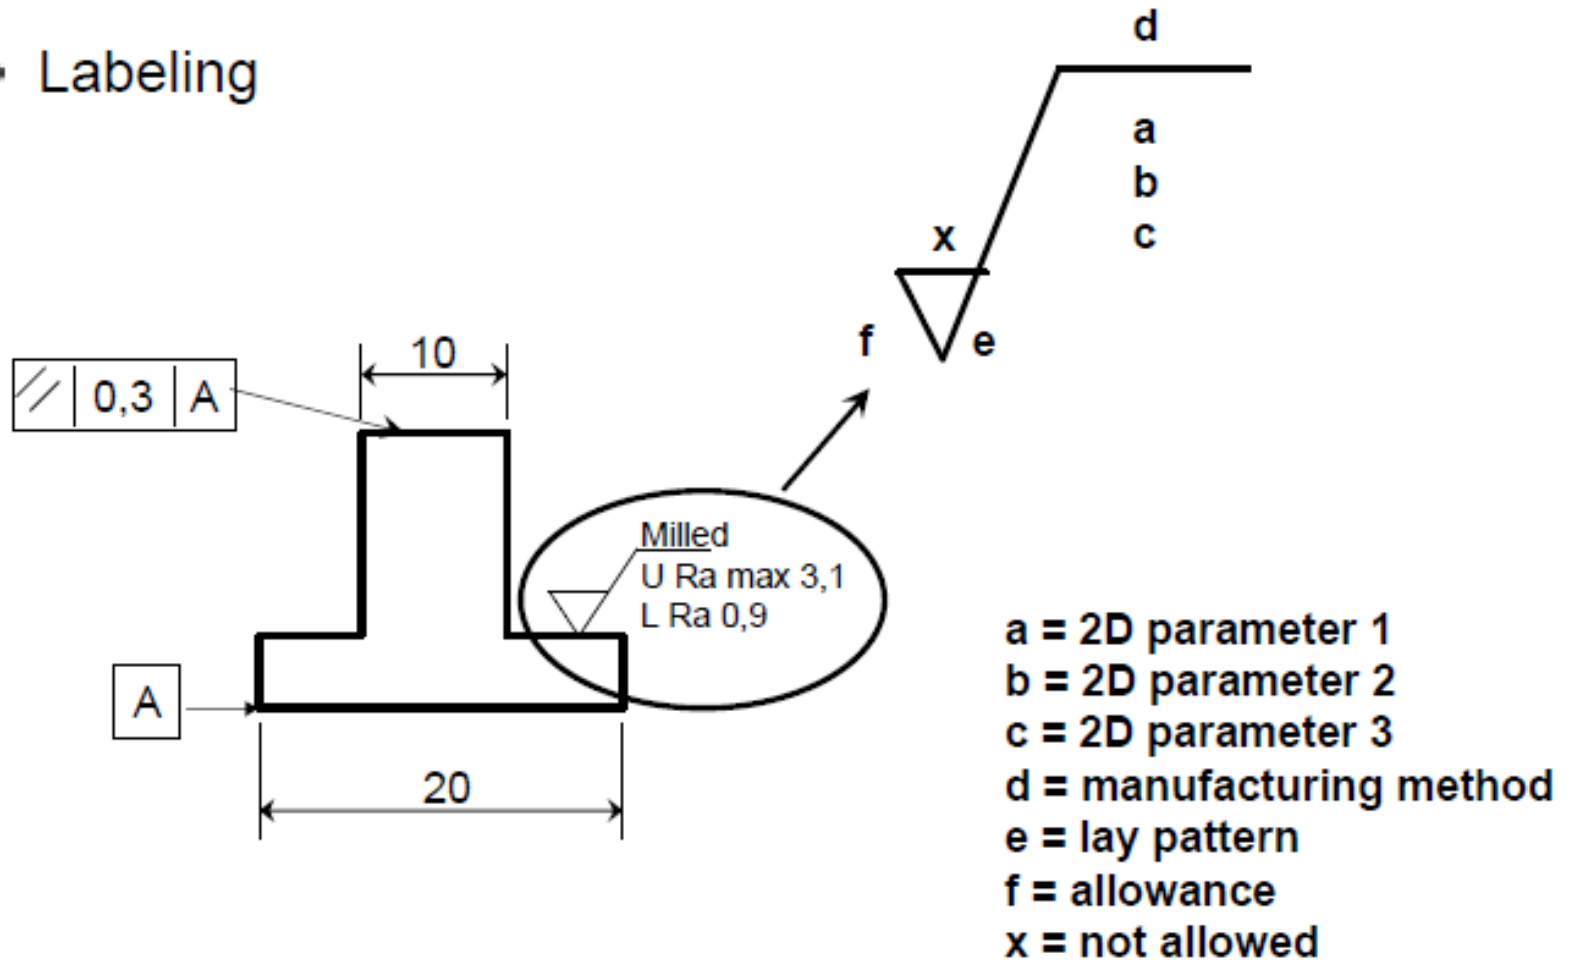 Labeling
d
a
b
c
x
f
e
10
0,3
A
Milled
U Ra max 3,1
L Ra 0,9
A
20
a = 2D parameter 1
b = 2D parameter 2
c = 2D parameter 3
d = manufacturing method
e = lay pattern
f = allowance
x = not allowed